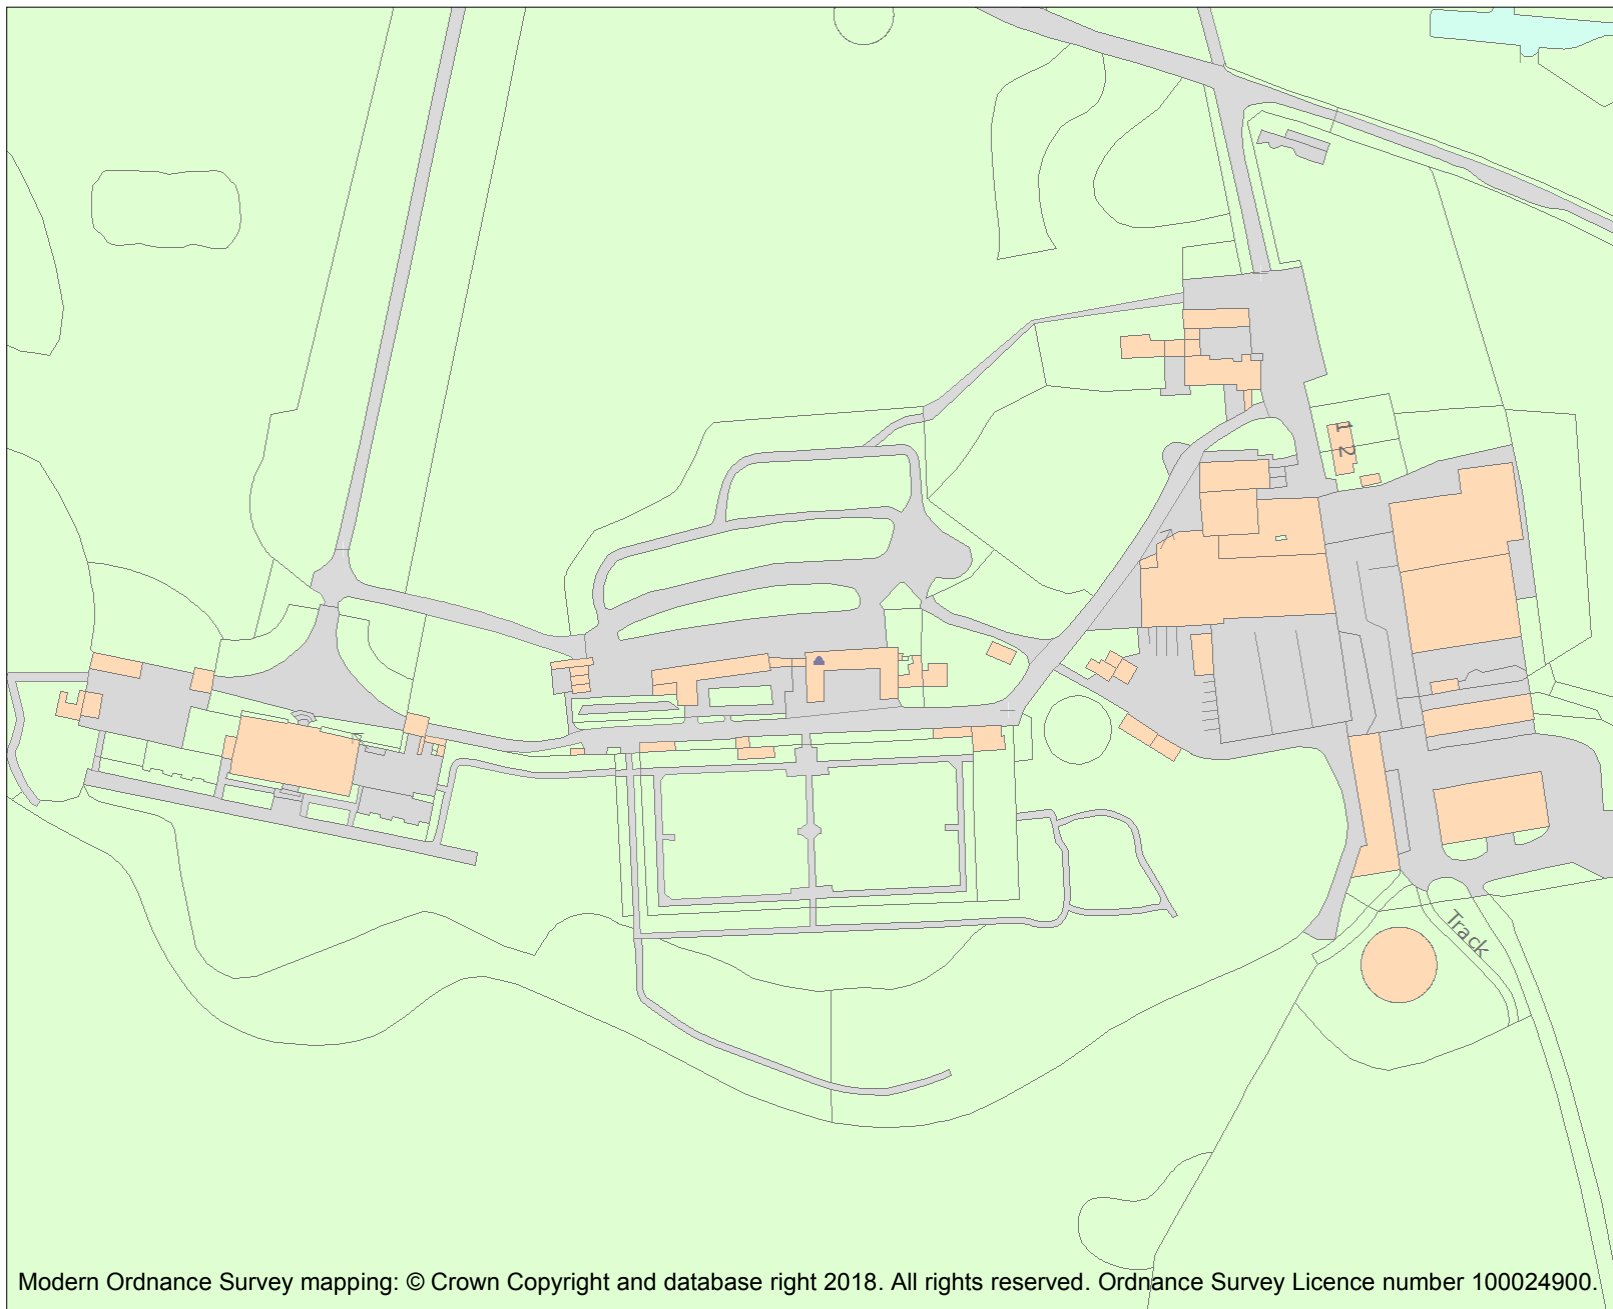 1
2
Track
Modern Ordnance Survey mapping: © Crown Copyright and database right 2018. All rights reserved. Ordnance Survey Licence number 100024900.